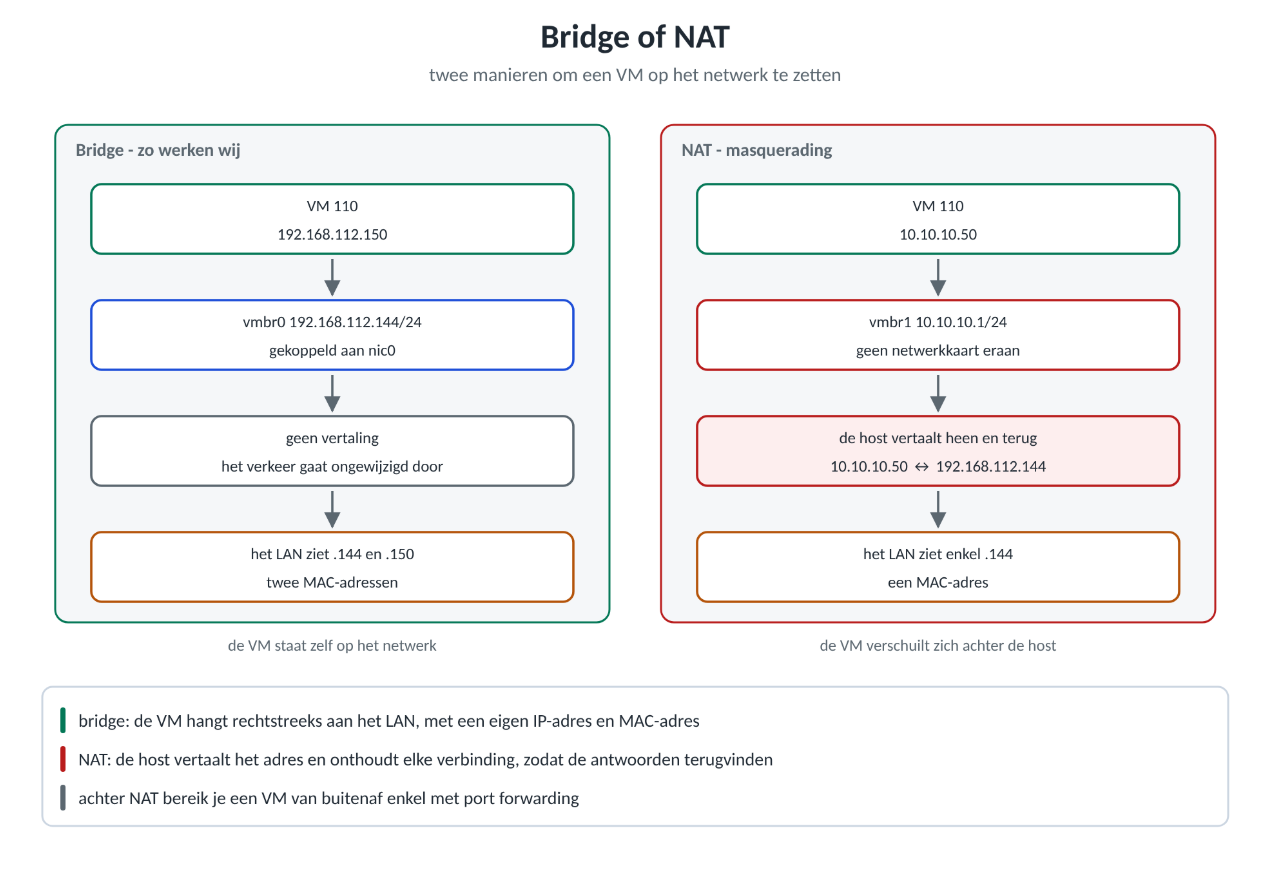 Bridge of NAT
twee manieren om een VM op het netwerk te zetten
Bridge - zo werken wij
VM 110
192.168.112.150
vmbr0 192.168.112.144/24
gekoppeld aan nic0
geen vertaling
het verkeer gaat ongewijzigd door
het LAN ziet .144 en .150
twee MAC-adressen
de VM staat zelf op het netwerk
NAT - masquerading
VM 110
10.10.10.50
vmbr1 10.10.10.1/24
geen netwerkkaart eraan
de host vertaalt heen en terug
10.10.10.50 ↔ 192.168.112.144
het LAN ziet enkel .144
een MAC-adres
de VM verschuilt zich achter de host
bridge: de VM hangt rechtstreeks aan het LAN, met een eigen IP-adres en MAC-adres
NAT: de host vertaalt het adres en onthoudt elke verbinding, zodat de antwoorden terugvinden
achter NAT bereik je een VM van buitenaf enkel met port forwarding